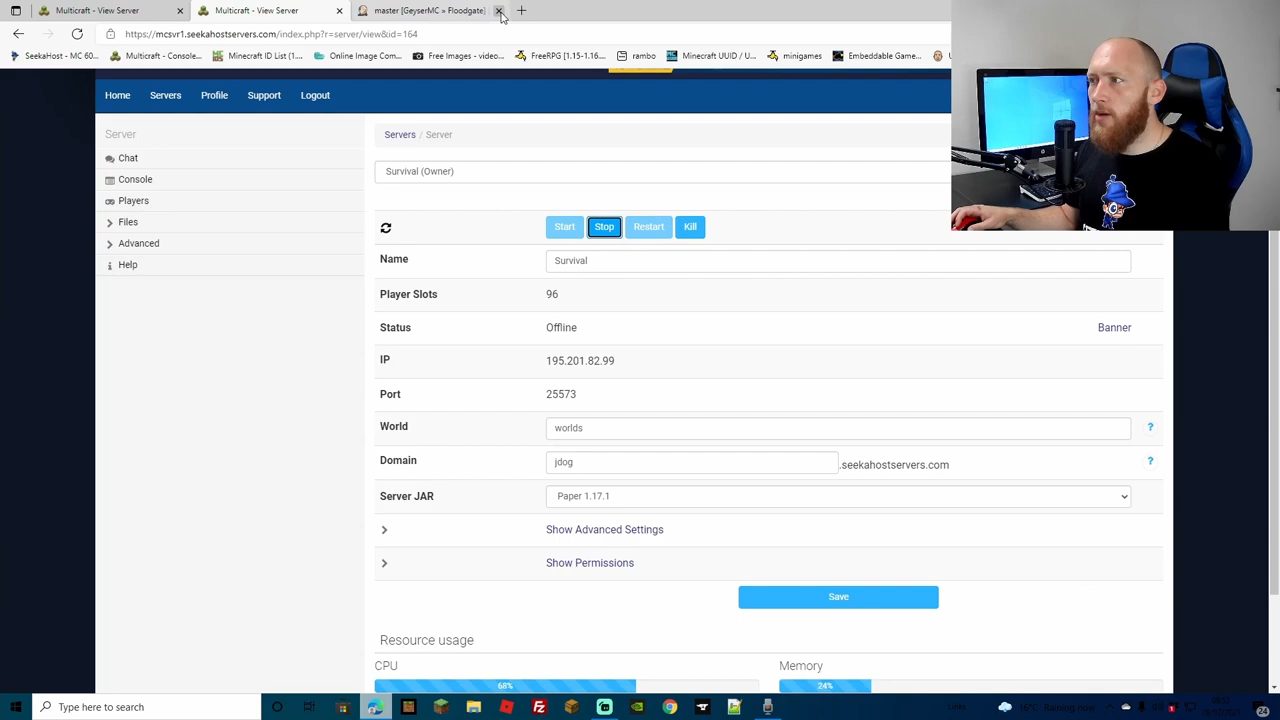 Multicraft - View Server
Multicraft - View Server
master [GeyserMC » Floodgate]
https://mcsvr1.seekahostservers.com/index.php?r=server/view&id=164
SeekaHost - MC 60...
Multicraft - Console...
Minecraft ID List (1...
Online Image Com...
Free Images - video...
FreeRPG [1.15-1.16...
rambo
Minecraft UUID / U...
minigames
Embeddable Game...
Home
Servers
Profile
Support
Logout
Server
Chat
Console
Players
Files
Advanced
Help
Servers / Server
Survival (Owner)
Start
Stop
Restart
Kill
Name
Survival
Player Slots
96
Status
Offline
Banner
IP
195.201.82.99
Port
25573
World
worlds
?
Domain
jdog
.seekahostservers.com
?
Server JAR
Paper 1.17.1
Show Advanced Settings
Show Permissions
Save
Resource usage
CPU
68%
Memory
24%
Type here to search
Links
16°C Raining now
24